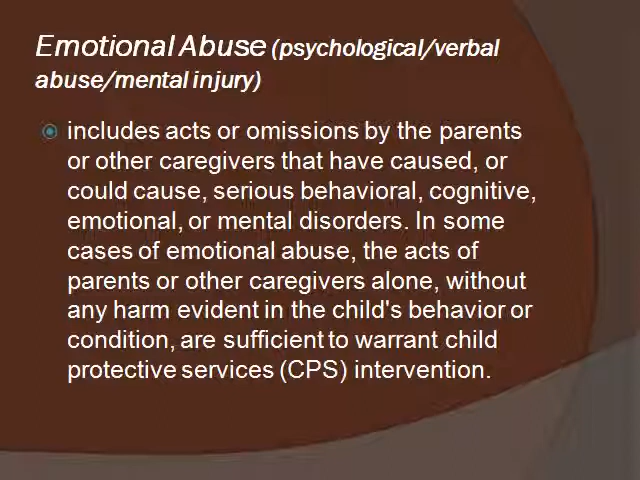 Emotional Abuse (psychological/verbal
abuse/mental injury)
includes acts or omissions by the parents
or other caregivers that have caused, or
could cause, serious behavioral, cognitive,
emotional, or mental disorders. In some
cases of emotional abuse, the acts of
parents or other caregivers alone, without
any harm evident in the child's behavior or
condition, are sufficient to warrant child
protective services (CPS) intervention.